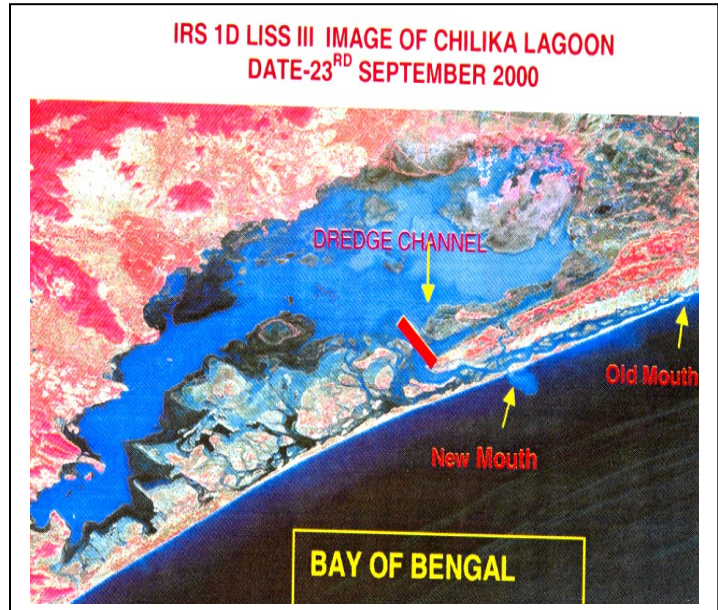 IRS 1D LISS III IMAGE OF CHILIKA LAGOON
DATE-23RD SEPTEMBER 2000
DREDGE CHANNEL
Old Mouth
New Mouth
BAY OF BENGAL